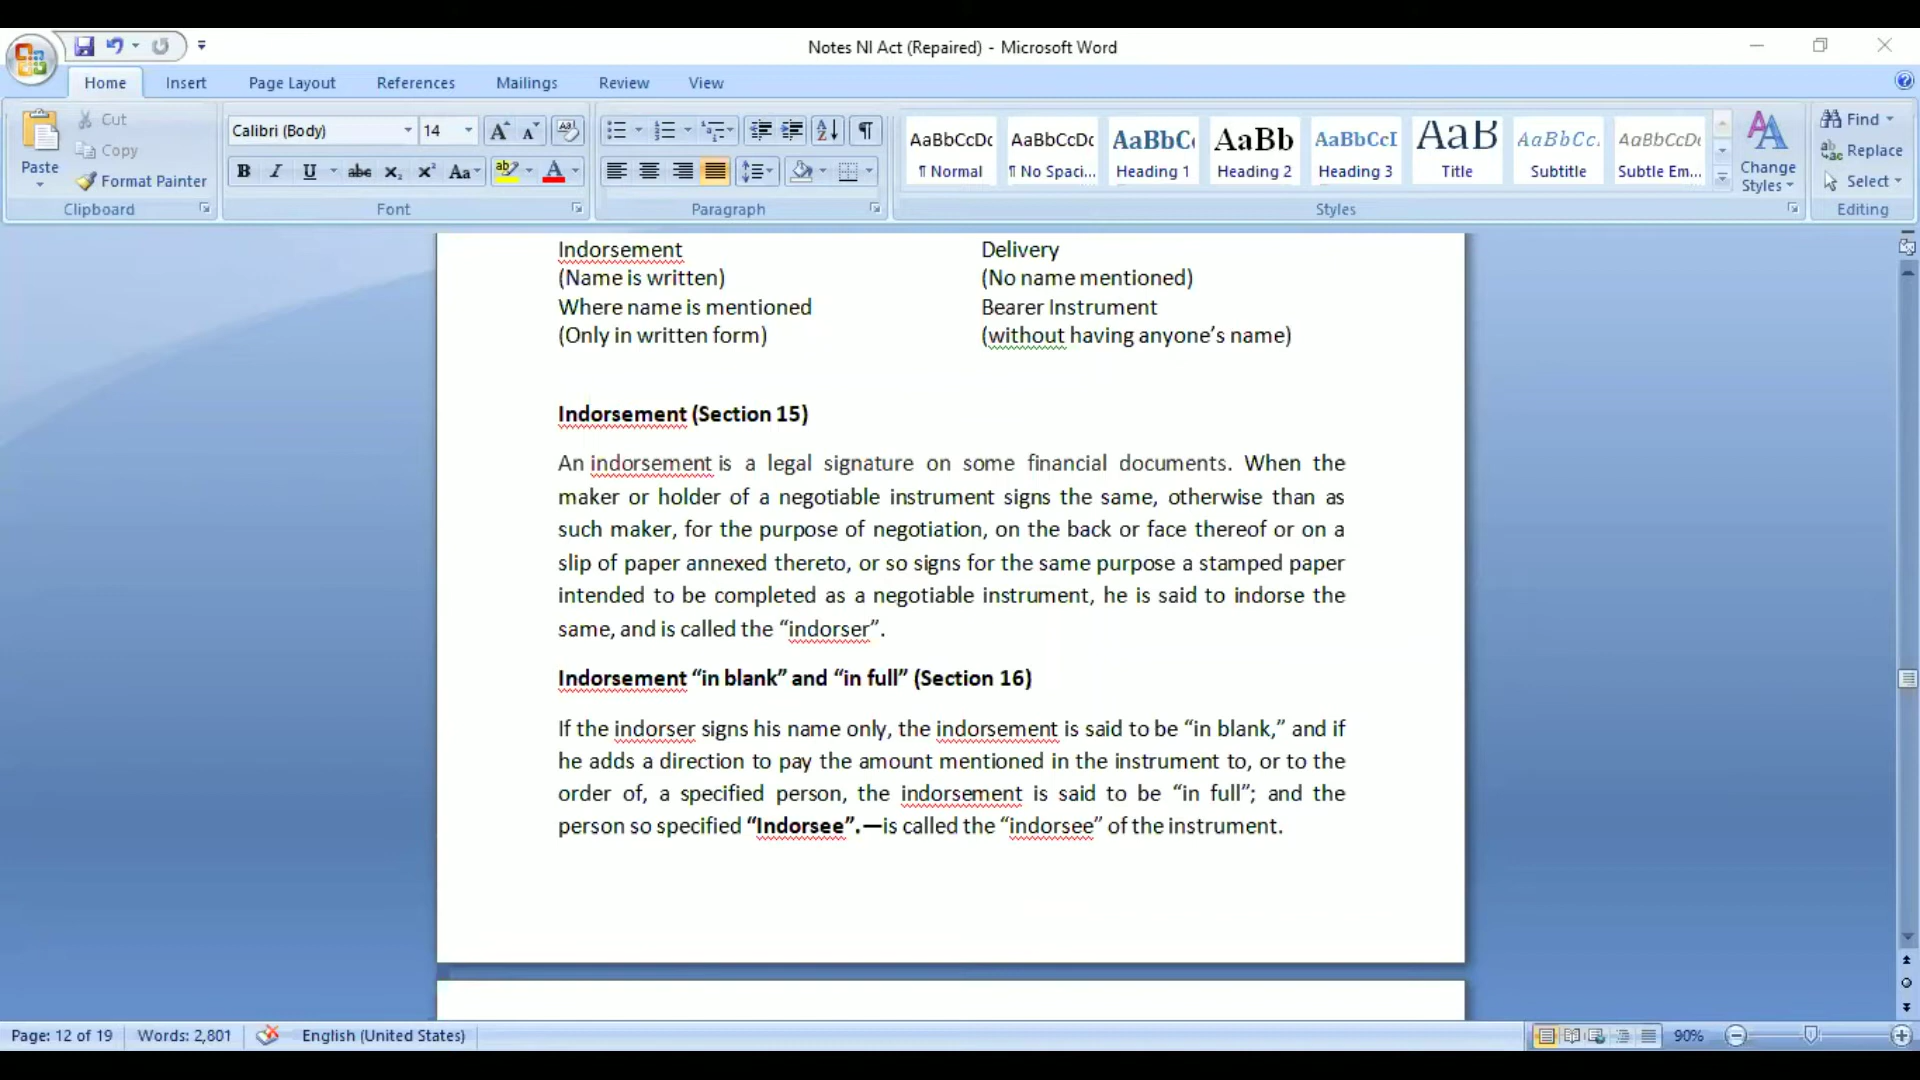 Notes NI Act (Repaired) - Microsoft Word
Home Insert Page Layout References Mailings Review View
Paste
Cut
Copy
Format Painter
Clipboard
Calibri (Body) 14
Font
Paragraph
AaBbCcDc AaBbCcDc AaBbC AaBb AaBbCcI AaB AaBbCc. AaBbCcDc
¶ Normal ¶ No Spaci... Heading 1 Heading 2 Heading 3 Title Subtitle Subtle Em...
Change Styles
Styles
Find
Replace
Select
Editing
Indorsement Delivery
(Name is written) (No name mentioned)
Where name is mentioned Bearer Instrument
(Only in written form) (without having anyone’s name)
Indorsement (Section 15)
An indorsement is a legal signature on some financial documents. When the
maker or holder of a negotiable instrument signs the same, otherwise than as
such maker, for the purpose of negotiation, on the back or face thereof or on a
slip of paper annexed thereto, or so signs for the same purpose a stamped paper
intended to be completed as a negotiable instrument, he is said to indorse the
same, and is called the “indorser”.
Indorsement “in blank” and “in full” (Section 16)
If the indorser signs his name only, the indorsement is said to be “in blank,” and if
he adds a direction to pay the amount mentioned in the instrument to, or to the
order of, a specified person, the indorsement is said to be “in full”; and the
person so specified “Indorsee”.—is called the “indorsee” of the instrument.
Page: 12 of 19 Words: 2,801 English (United States) 90%